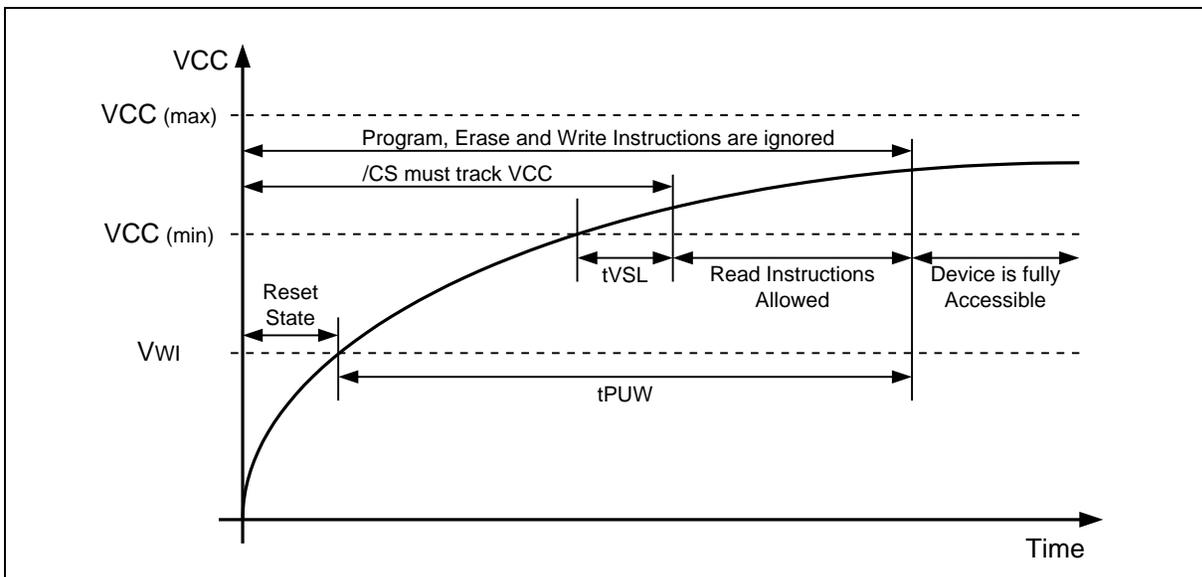 VCC
VCC (max)
Program, Erase and Write Instructions are ignored
/CS must track VCC
VCC (min)
tVSL
Read Instructions
Allowed
Device is fully
Accessible
Reset
State
VWI
tPUW
Time